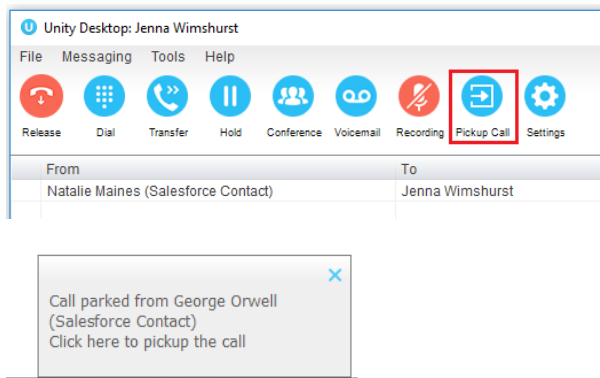 U Unity Desktop: Jenna Wimshurst
File Messaging Tools Help
Release Dial Transfer Hold Conference Voicemail Recording Pickup Call Settings
From To
Natalie Maines (Salesforce Contact) Jenna Wimshurst
Call parked from George Orwell
(Salesforce Contact)
Click here to pickup the call